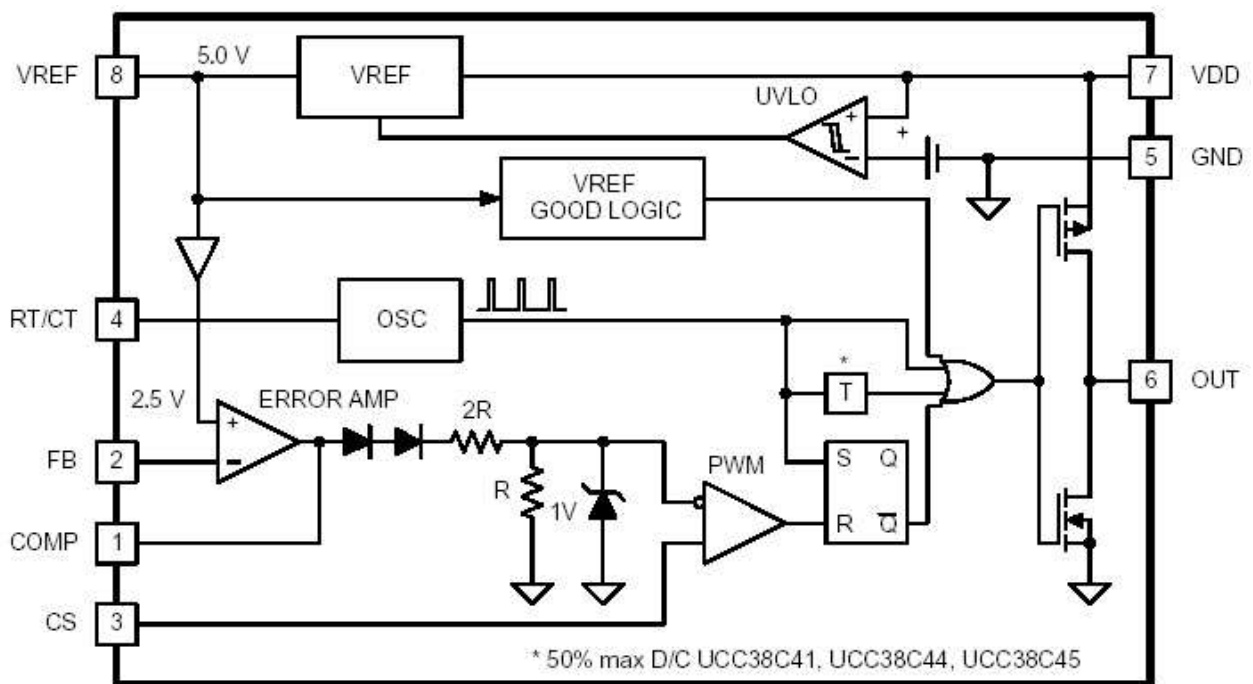 5.0 V
VREF 8
VREF
7 VDD
UVLO
+
+
−
5 GND
VREF
GOOD LOGIC
RT/CT 4
OSC
*
T
6 OUT
2.5 V
ERROR AMP
+
−
2R
FB 2
R
1V
PWM
S Q
R Q̅
COMP 1
CS 3
* 50% max D/C UCC38C41, UCC38C44, UCC38C45